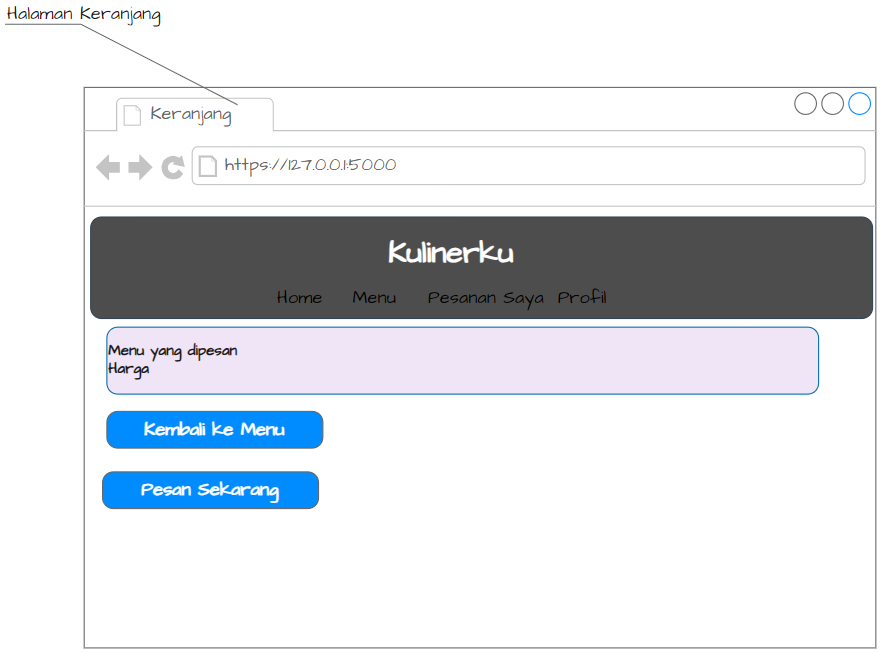 Halaman Keranjang
Keranjang
https://127.0.0.1:5000
Kulinerku
Home Menu Pesanan Saya Profil
Menu yang dipesan
Harga
Kembali ke Menu
Pesan Sekarang